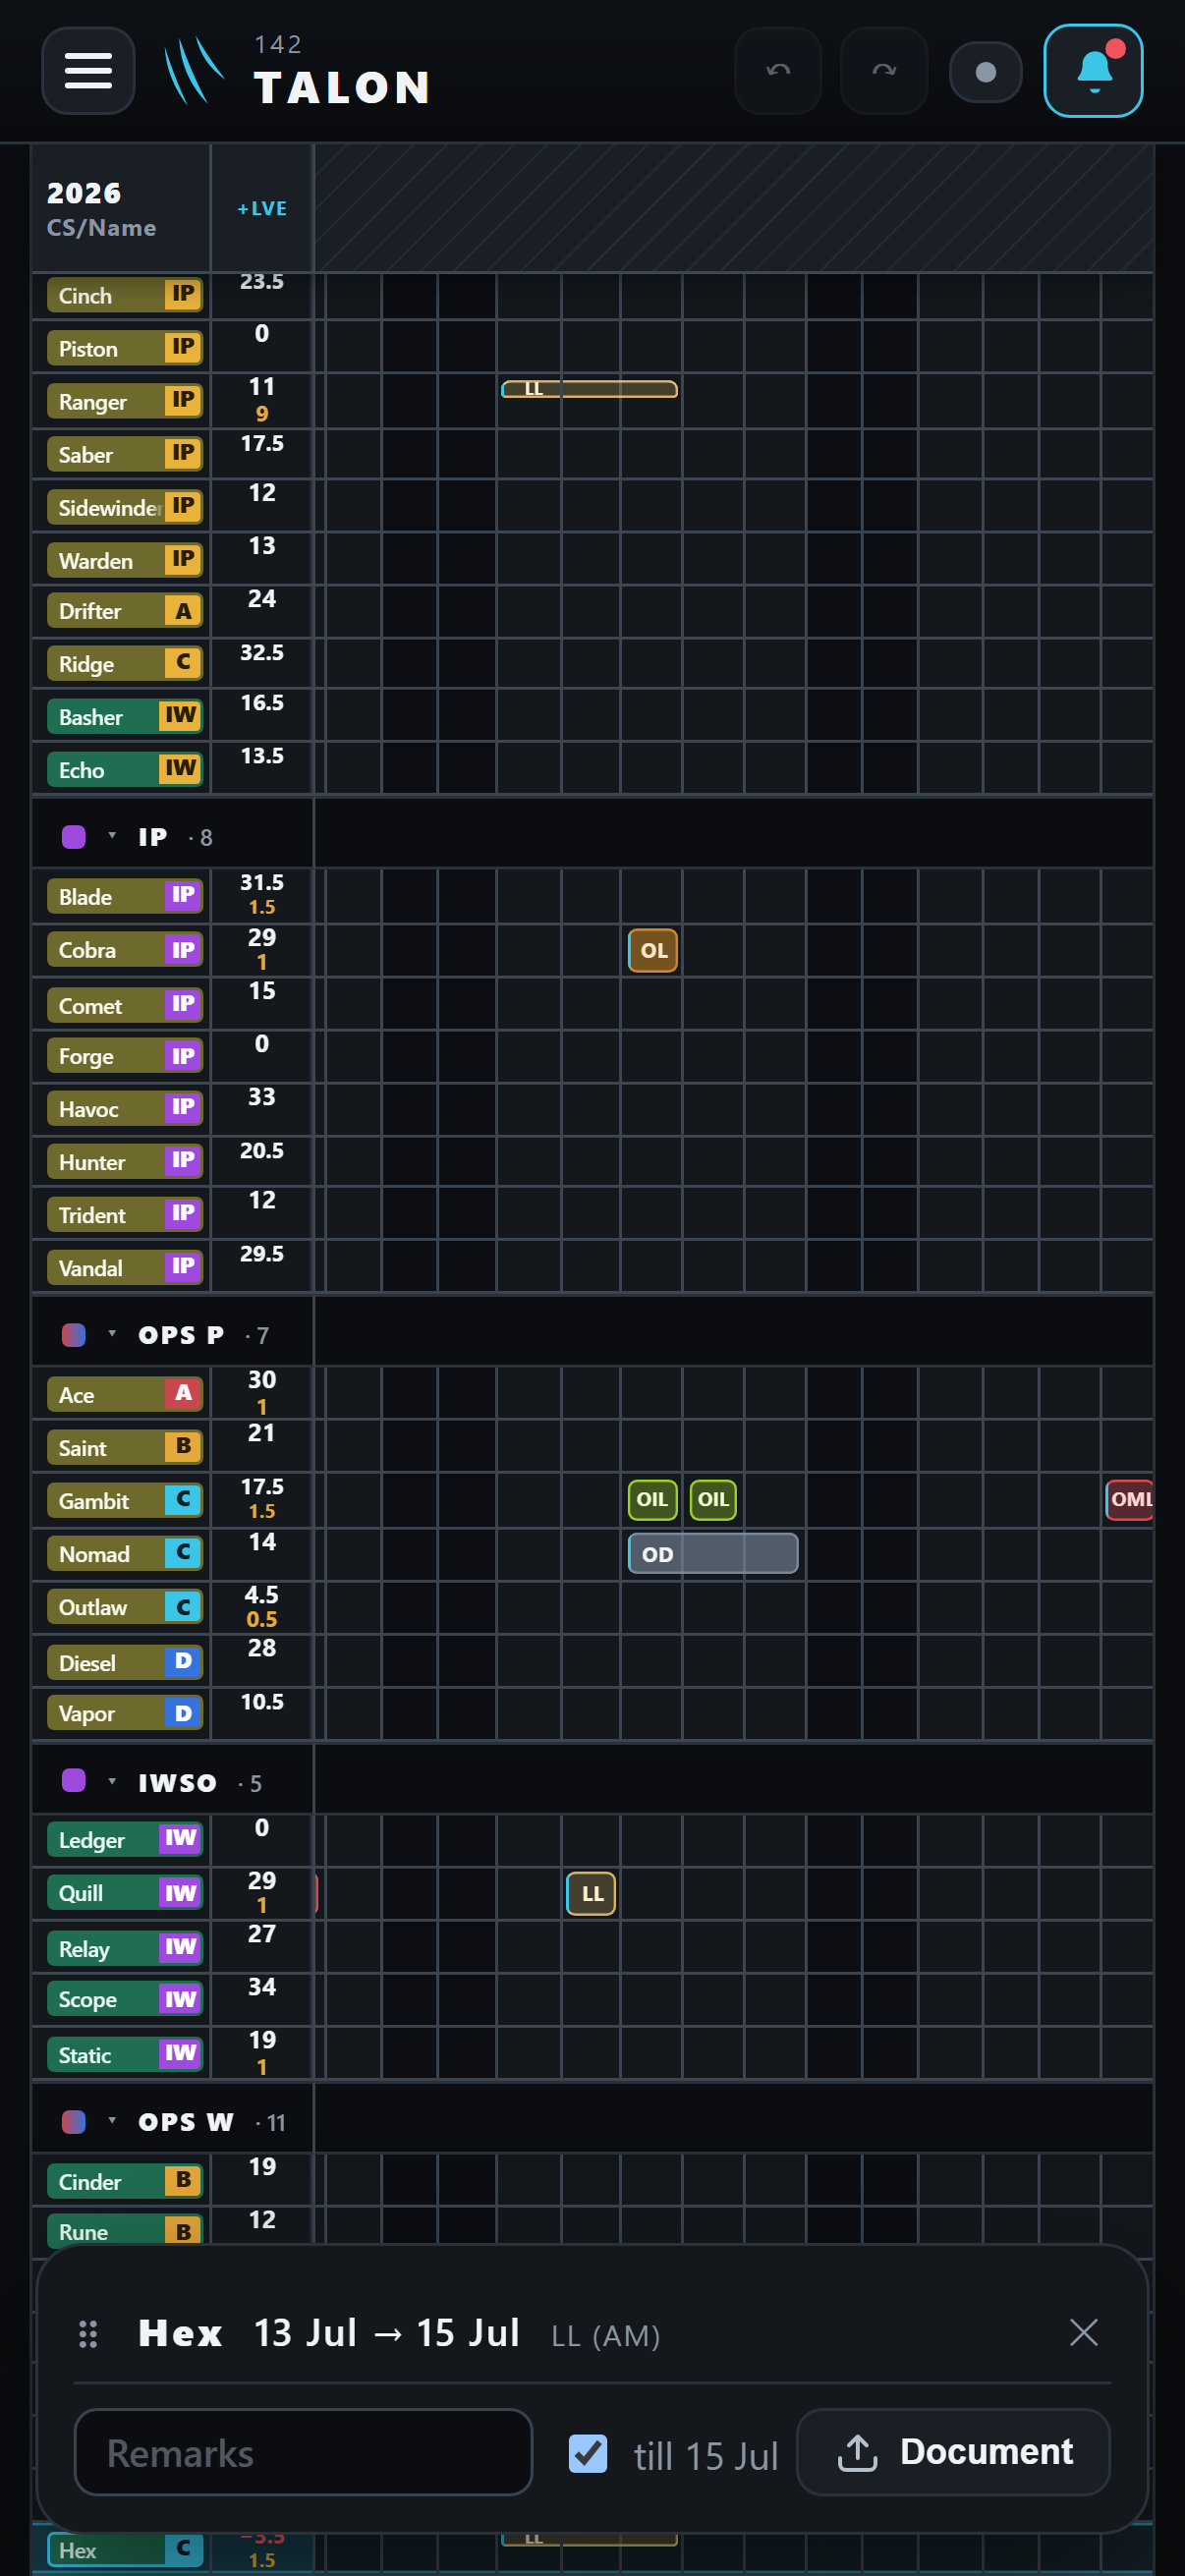 142
TALON
2026
CS/Name
+LVE
Cinch IP 23.5
Piston IP 0
Ranger IP 11 LL
9
Saber IP 17.5
Sidewinder IP 12
Warden IP 13
Drifter A 24
Ridge C 32.5
Basher IW 16.5
Echo IW 13.5
IP · 8
Blade IP 31.5
1.5
Cobra IP 29 OL
1
Comet IP 15
Forge IP 0
Havoc IP 33
Hunter IP 20.5
Trident IP 12
Vandal IP 29.5
OPS P · 7
Ace A 30
1
Saint B 21
Gambit C 17.5 OIL OIL OML
1.5
Nomad C 14 OD
Outlaw C 4.5
0.5
Diesel D 28
Vapor D 10.5
IWSO · 5
Ledger IW 0
Quill IW 29 LL
1
Relay IW 27
Scope IW 34
Static IW 19
1
OPS W · 11
Cinder B 19
Rune B 12
Hex 13 Jul → 15 Jul LL (AM)
Remarks till 15 Jul Document
Hex C −3.5 LL
1.5